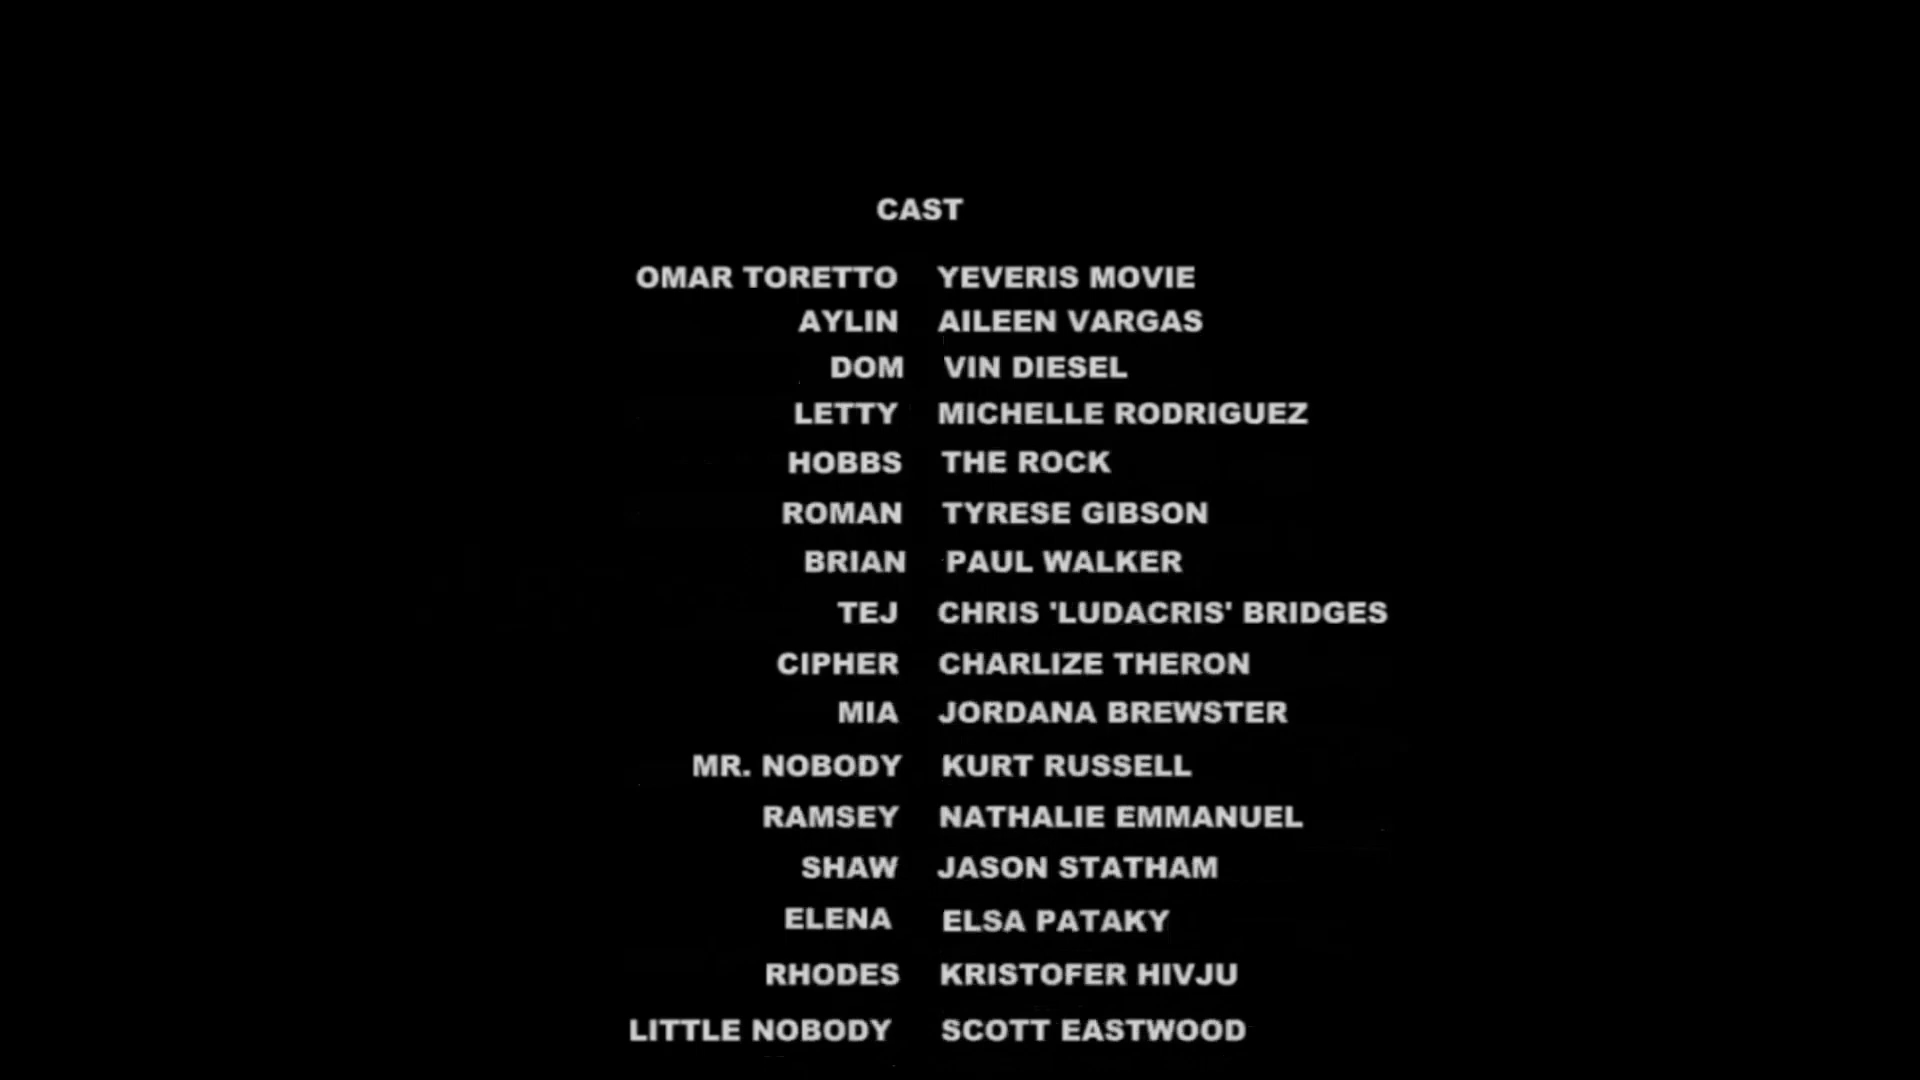 CAST
OMAR TORETTO YEVERIS MOVIE
AYLIN AILEEN VARGAS
DOM VIN DIESEL
LETTY MICHELLE RODRIGUEZ
HOBBS THE ROCK
ROMAN TYRESE GIBSON
BRIAN PAUL WALKER
TEJ CHRIS 'LUDACRIS' BRIDGES
CIPHER CHARLIZE THERON
MIA JORDANA BREWSTER
MR. NOBODY KURT RUSSELL
RAMSEY NATHALIE EMMANUEL
SHAW JASON STATHAM
ELENA ELSA PATAKY
RHODES KRISTOFER HIVJU
LITTLE NOBODY SCOTT EASTWOOD